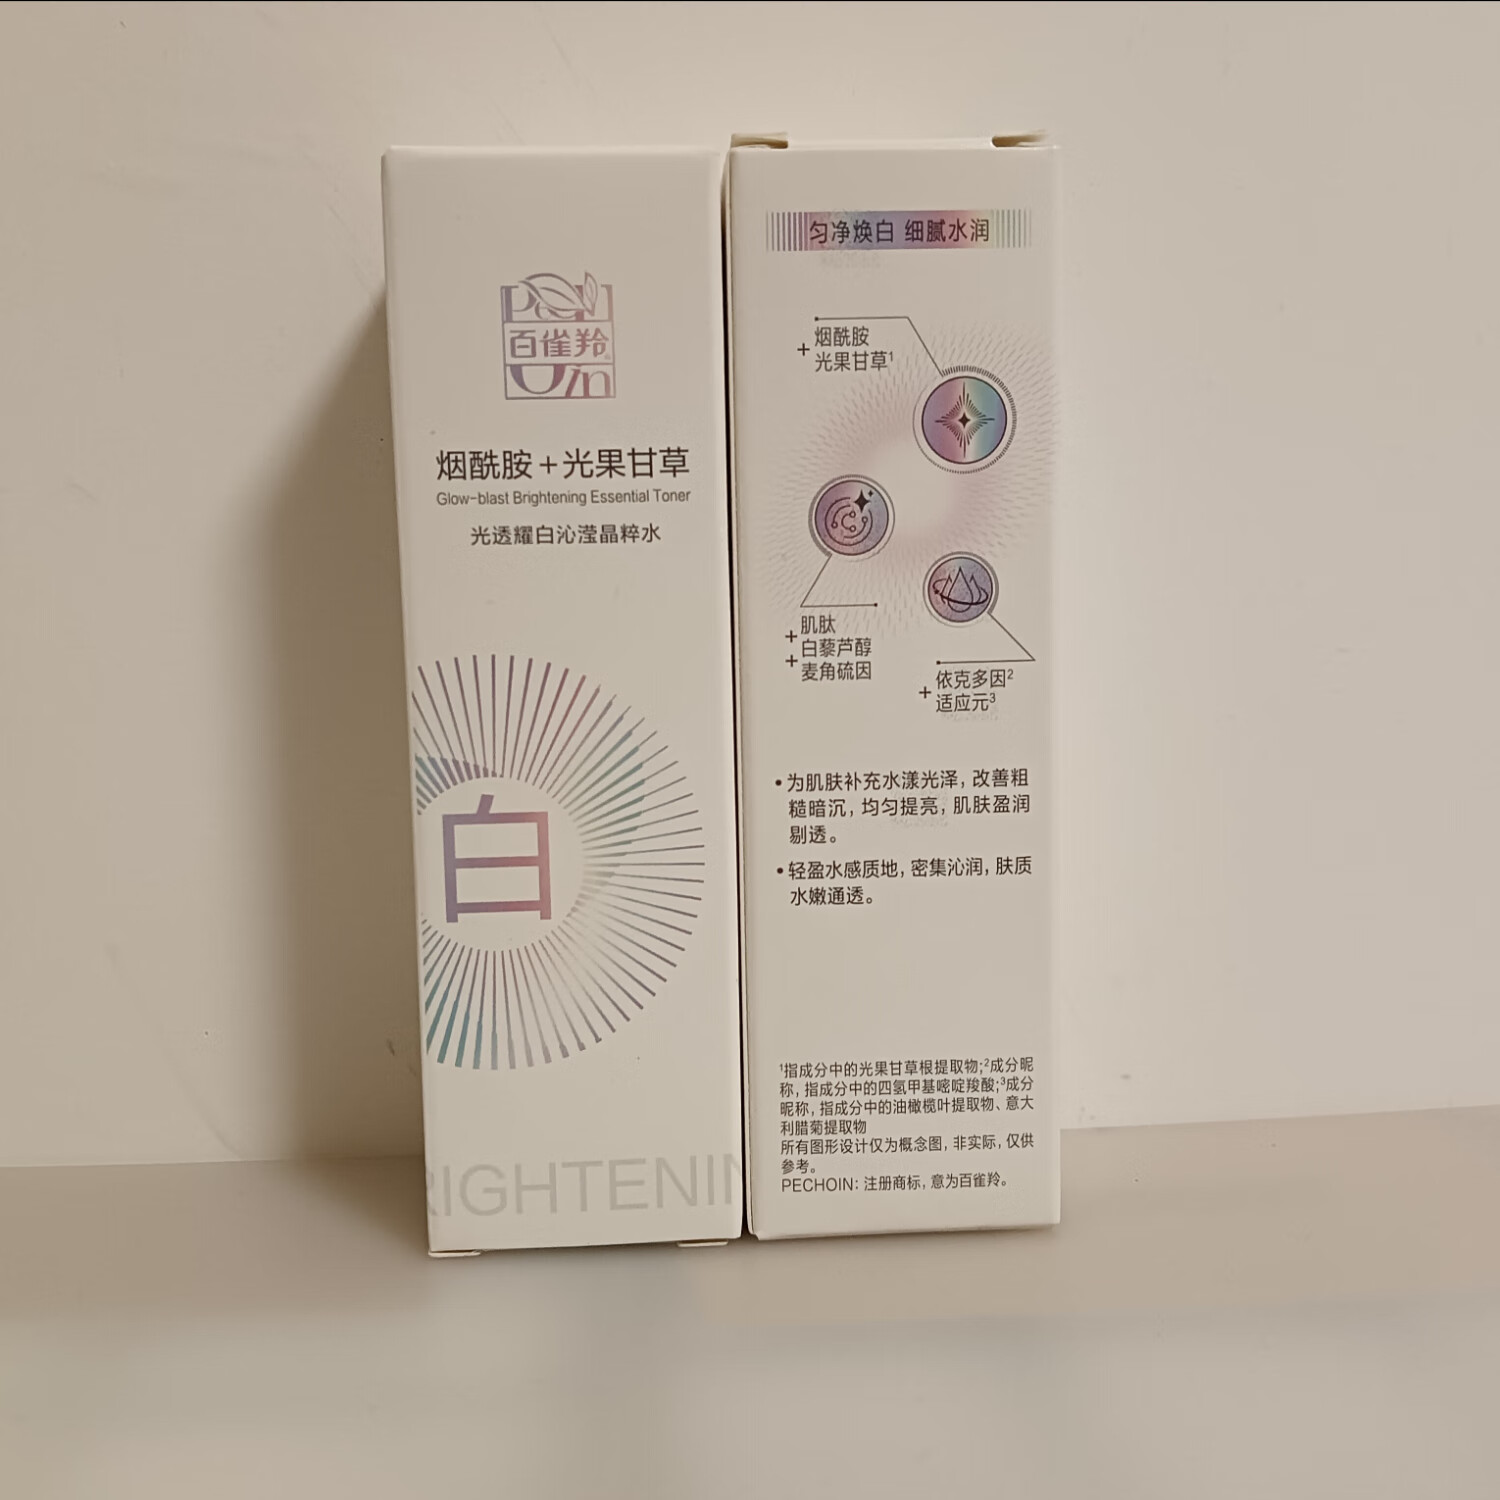 百雀羚
烟酰胺+光果甘草
Glow-blast Brightening Essential Toner
光透耀白沁滢晶粹水
白
RIGHTENIN
匀净焕白 细腻水润
烟酰胺
+
光果甘草¹
肌肽
+
白藜芦醇
+
麦角硫因
依克多因²
+
适应元³
•为肌肤补充水漾光泽，改善粗
糙暗沉，均匀提亮，肌肤盈润
剔透。
•轻盈水感质地，密集沁润，肤质
水嫩通透。
¹指成分中的光果甘草根提取物;²成分昵
称，指成分中的四氢甲基嘧啶羧酸;³成分
昵称，指成分中的油橄榄叶提取物、意大
利腊菊提取物
所有图形设计仅为概念图，非实际，仅供
参考。
PECHOIN：注册商标，意为百雀羚。